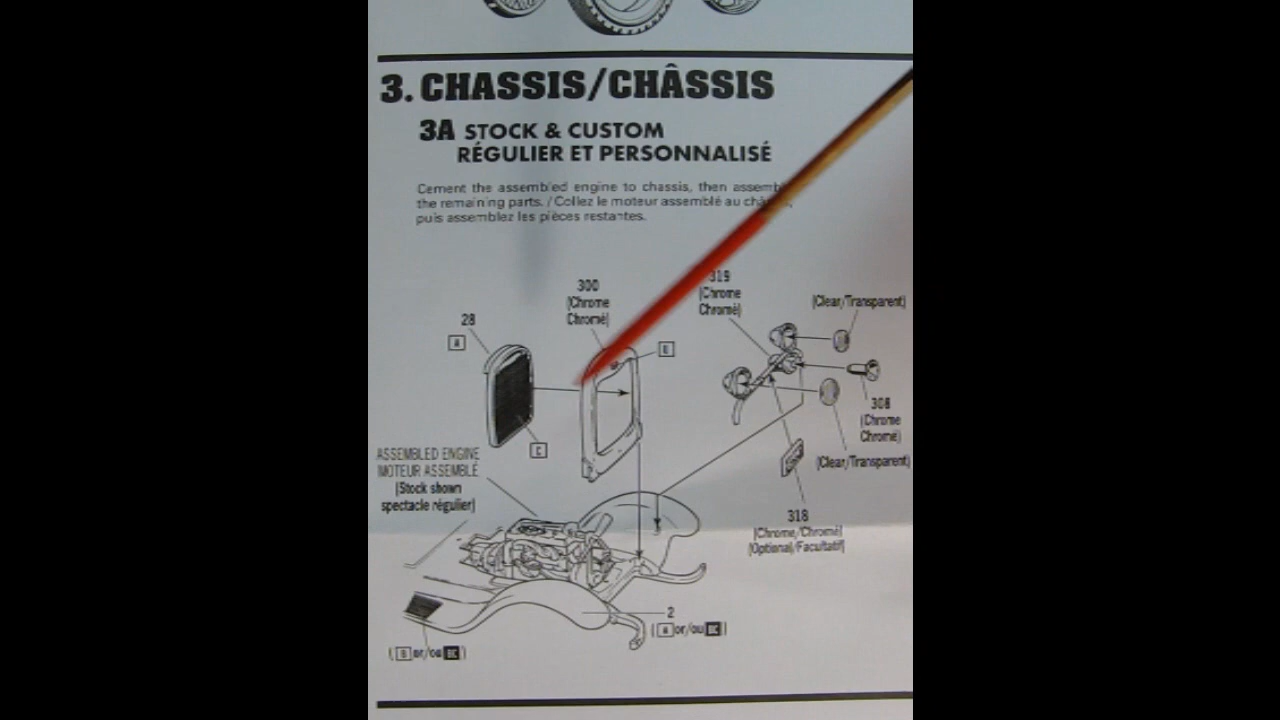 3. CHASSIS/CHÂSSIS
3A STOCK & CUSTOM
RÉGULIER ET PERSONNALISÉ
Cement the assembled engine to chassis, then
the remaining parts. / Collez le moteur assemblé au
puis assemblez les pièces restantes.
300
(Chrome
Chromé)
319
(Chrome
Chromé)
(Clear/Transparent)
28
A
308
(Chrome
Chromé)
C
ASSEMBLED ENGINE
MOTEUR ASSEMBLÉ
(Stock shown
spectacle régulier)
(Clear/Transparent)
318
(Chrome/Chromé)
(Optional/Facultatif)
2
(A or/ou BC)
or/ou BC)